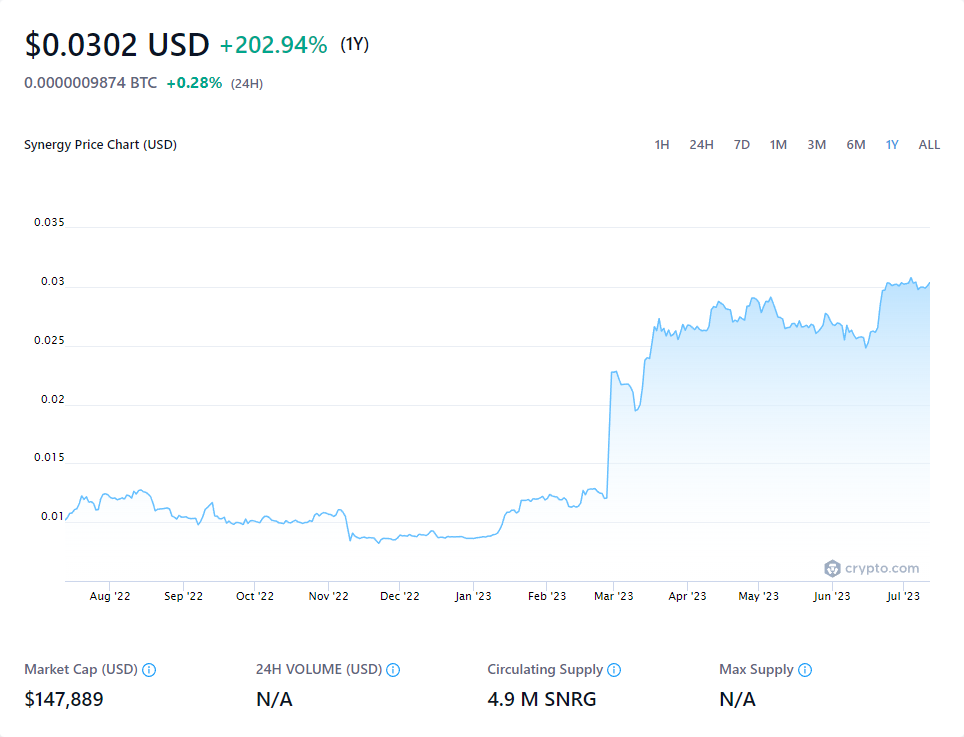 $0.0302 USD +202.94% (1Y)
0.0000009874 BTC +0.28% (24H)
Synergy Price Chart (USD) 1H 24H 7D 1M 3M 6M 1Y ALL
0.035
0.03
0.025
0.02
0.015
0.01
crypto.com
Aug '22 Sep '22 Oct '22 Nov '22 Dec '22 Jan '23 Feb '23 Mar '23 Apr '23 May '23 Jun '23 Jul '23
Market Cap (USD) 24H VOLUME (USD) Circulating Supply Max Supply
$147,889 N/A 4.9 M SNRG N/A